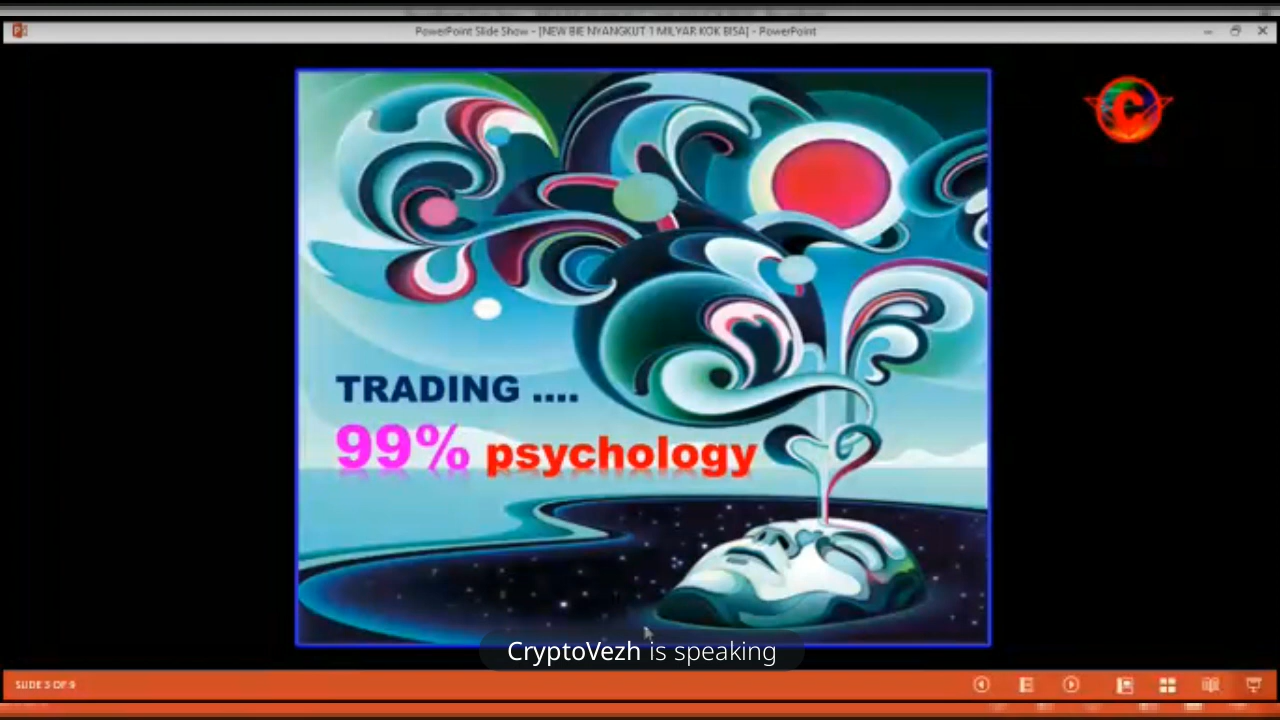 PowerPoint Slide Show - [NEW BIE NYANGKUT 1 MILYAR KOK BISA] - PowerPoint
C
TRADING ....
99% psychology
CryptoVezh is speaking
SLIDE 3 OF 9